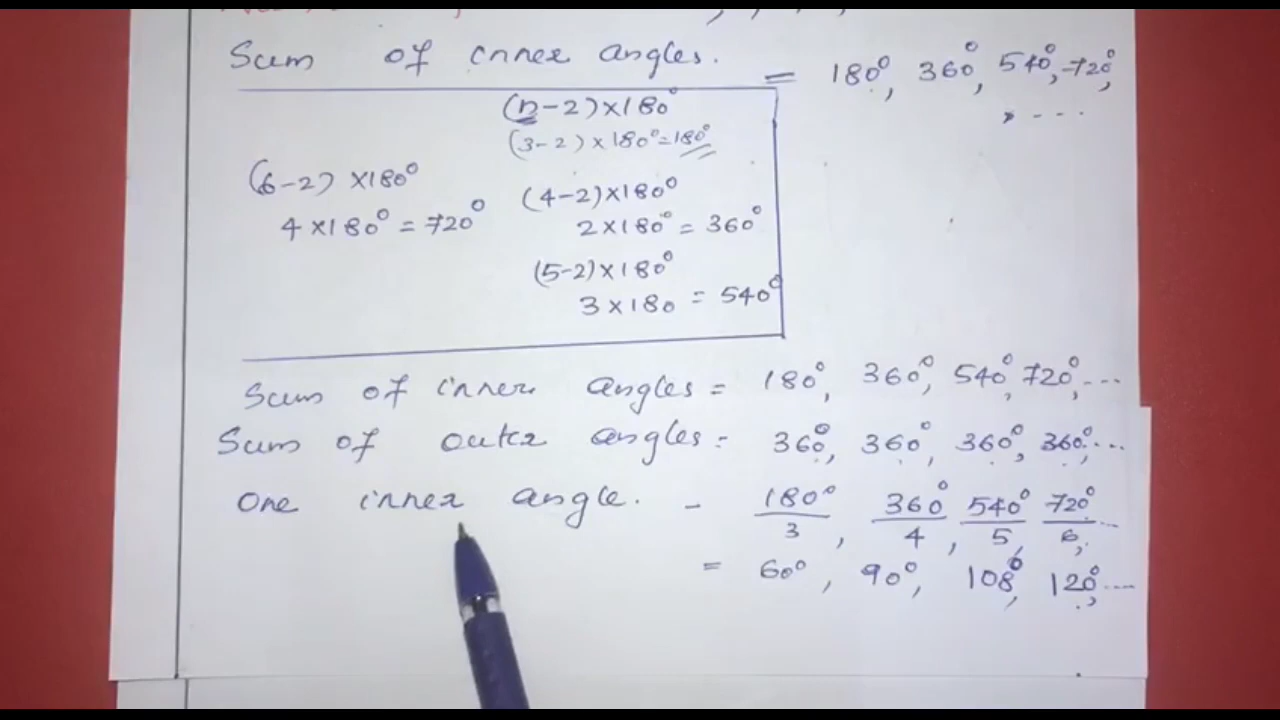 Sum of inner angles. = 180°, 360°, 540°, 720°,
, - - -
(n-2)×180°
(3-2)×180°=180°
(6-2)×180°
4×180°=720°
(4-2)×180°
2×180°=360°
(5-2)×180°
3×180=540°
Sum of inner angles = 180°, 360°, 540°, 720°, ...
Sum of outer angles = 360°, 360°, 360°, 360°, ...
One inner angle. - 180°/3, 360°/4, 540°/5, 720°/6, ...
= 60°, 90°, 108°, 120°, ....